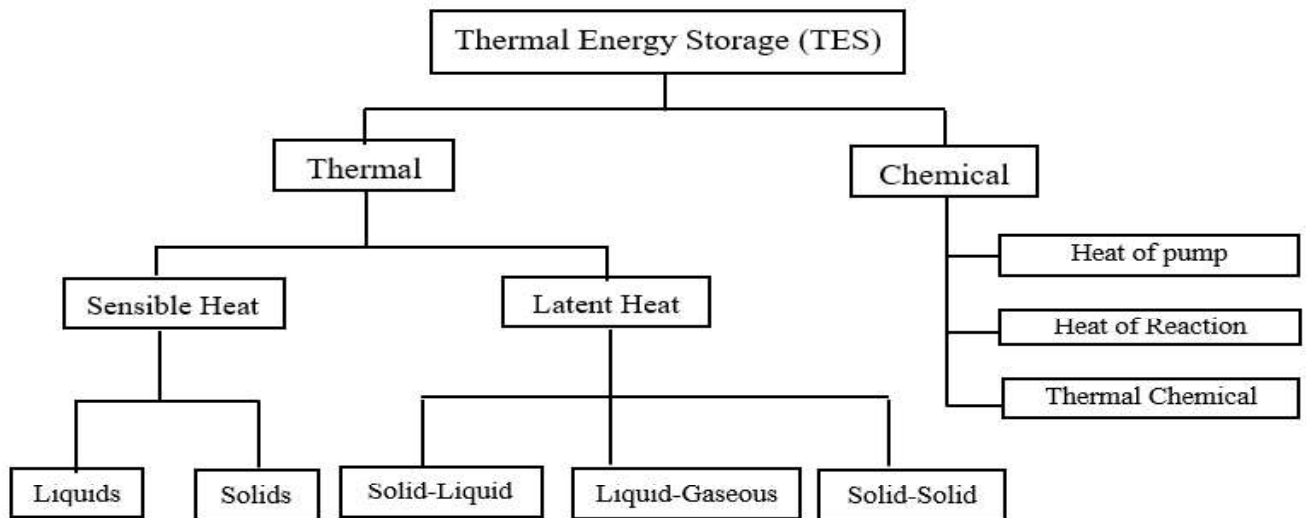 Thermal Energy Storage (TES)
Thermal
Chemical
Heat of pump
Sensible Heat
Latent Heat
Heat of Reaction
Thermal Chemical
Liquids
Solids
Solid-Liquid
Liquid-Gaseous
Solid-Solid